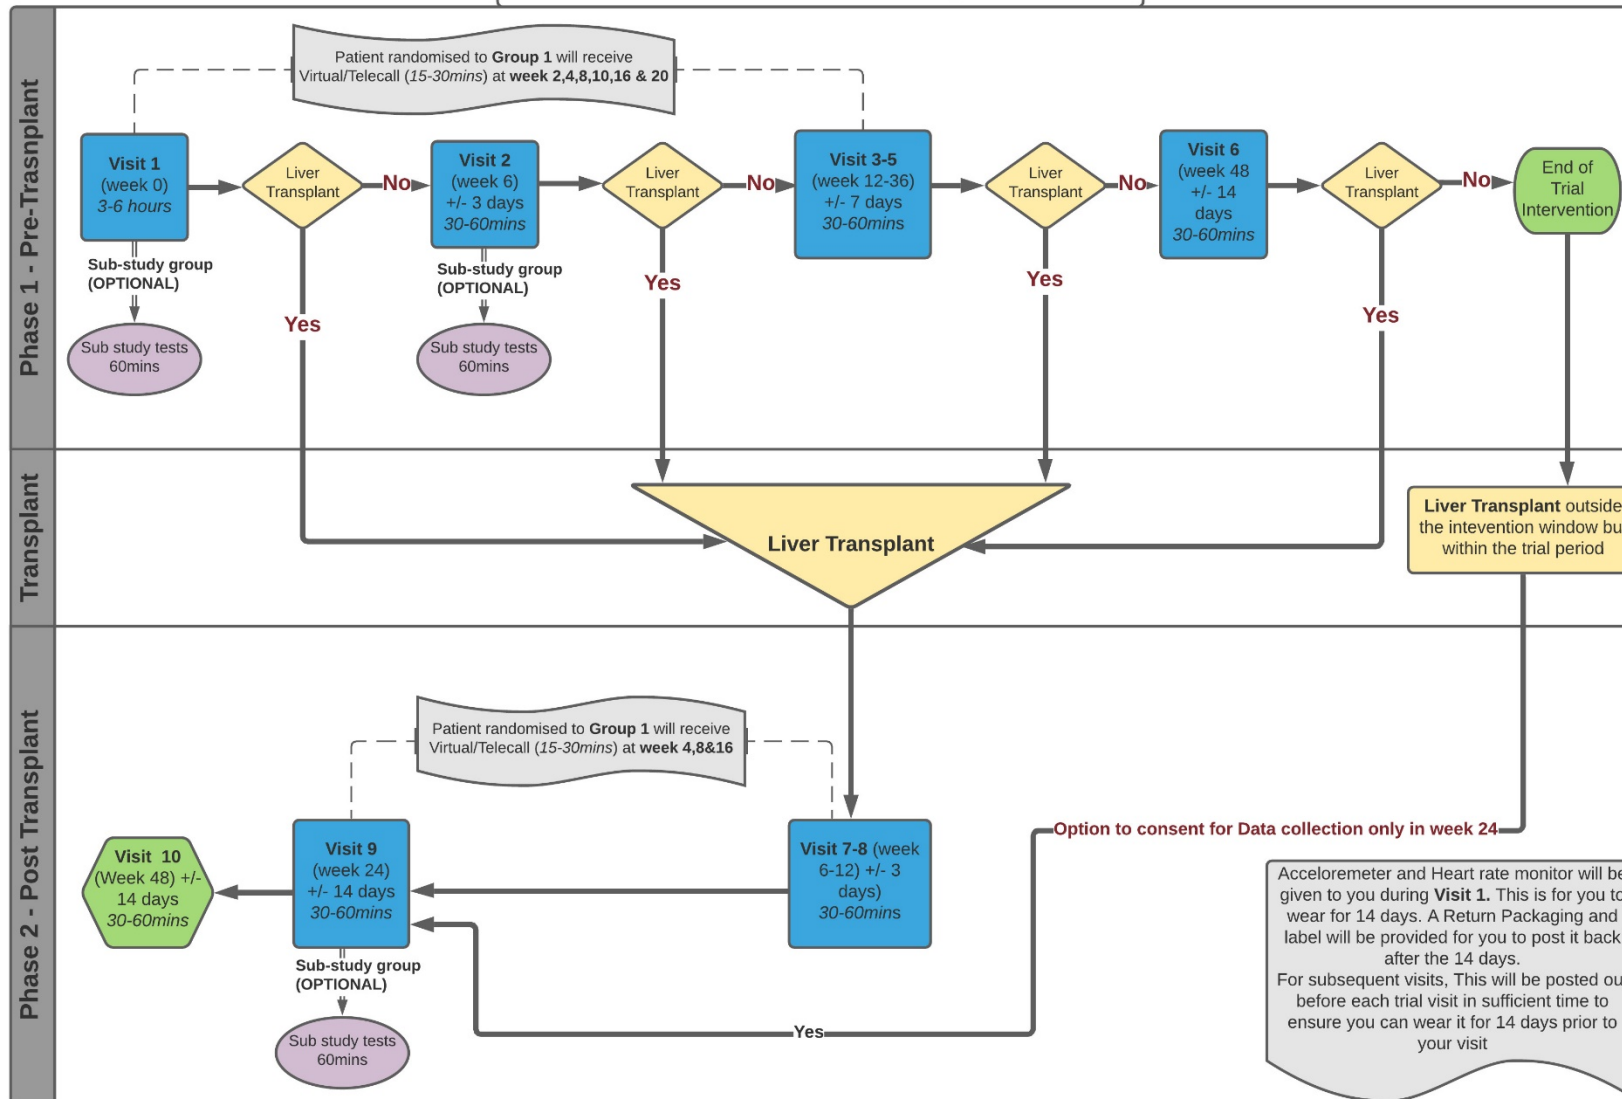 Phase 1 - Pre-Trasnplant
Patient randomised to Group 1 will receive
Virtual/Telecall (15-30mins) at week 2,4,8,10,16 & 20
Visit 1
(week 0)
3-6 hours
Liver
Transplant
No
Visit 2
(week 6)
+/- 3 days
30-60mins
Liver
Transplant
No
Visit 3-5
(week 12-36)
+/- 7 days
30-60mins
Liver
Transplant
No
Visit 6
(week 48
+/- 14
days
30-60mins
Liver
Transplant
No
End of
Trial
Intervention
Sub-study group
(OPTIONAL)
Sub study tests
60mins
Yes
Sub-study group
(OPTIONAL)
Sub study tests
60mins
Yes
Yes
Yes
Transplant
Liver Transplant
Liver Transplant outside
the intevention window bu
within the trial period
Phase 2 - Post Transplant
Patient randomised to Group 1 will receive
Virtual/Telecall (15-30mins) at week 4,8&16
Visit 10
(Week 48) +/-
14 days
30-60mins
Visit 9
(week 24)
+/- 14 days
30-60mins
Visit 7-8 (week
6-12) +/- 3
days)
30-60mins
Sub-study group
(OPTIONAL)
Sub study tests
60mins
Option to consent for Data collection only in week 24
Yes
Acceloremeter and Heart rate monitor will be
given to you during Visit 1. This is for you to
wear for 14 days. A Return Packaging and
label will be provided for you to post it back
after the 14 days.
For subsequent visits, This will be posted ou
before each trial visit in sufficient time to
ensure you can wear it for 14 days prior to
your visit